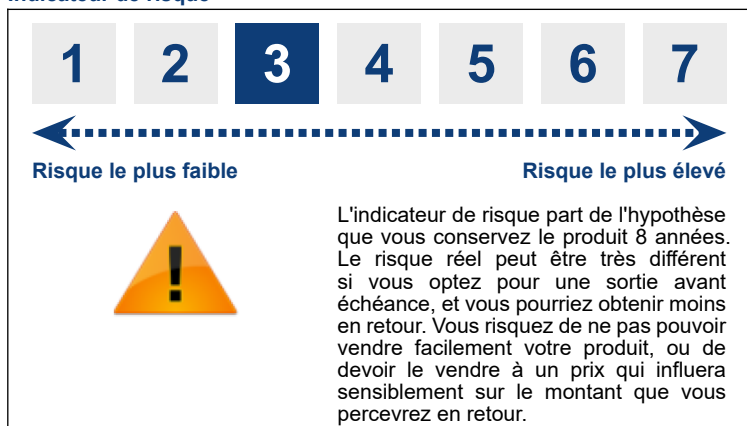 Indicateur de risque
1 2 3 4 5 6 7
Risque le plus faible Risque le plus élevé
!
L'indicateur de risque part de l'hypothèse
que vous conservez le produit 8 années.
Le risque réel peut être très différent
si vous optez pour une sortie avant
échéance, et vous pourriez obtenir moins
en retour. Vous risquez de ne pas pouvoir
vendre facilement votre produit, ou de
devoir le vendre à un prix qui influera
sensiblement sur le montant que vous
percevrez en retour.